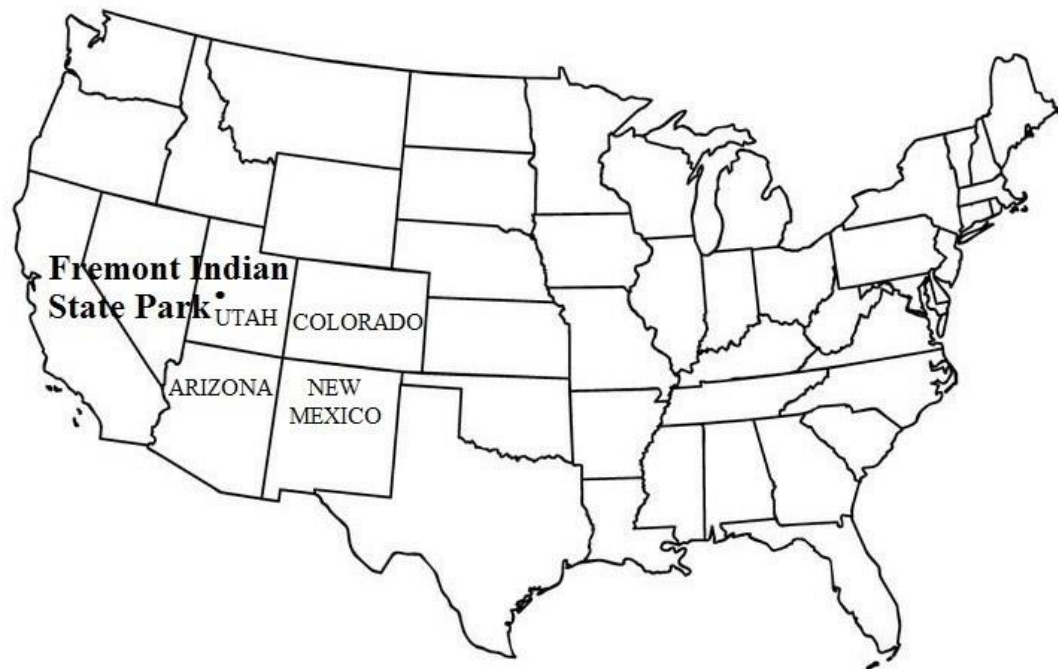 Fremont Indian
State Park
UTAH
COLORADO
ARIZONA
NEW
MEXICO